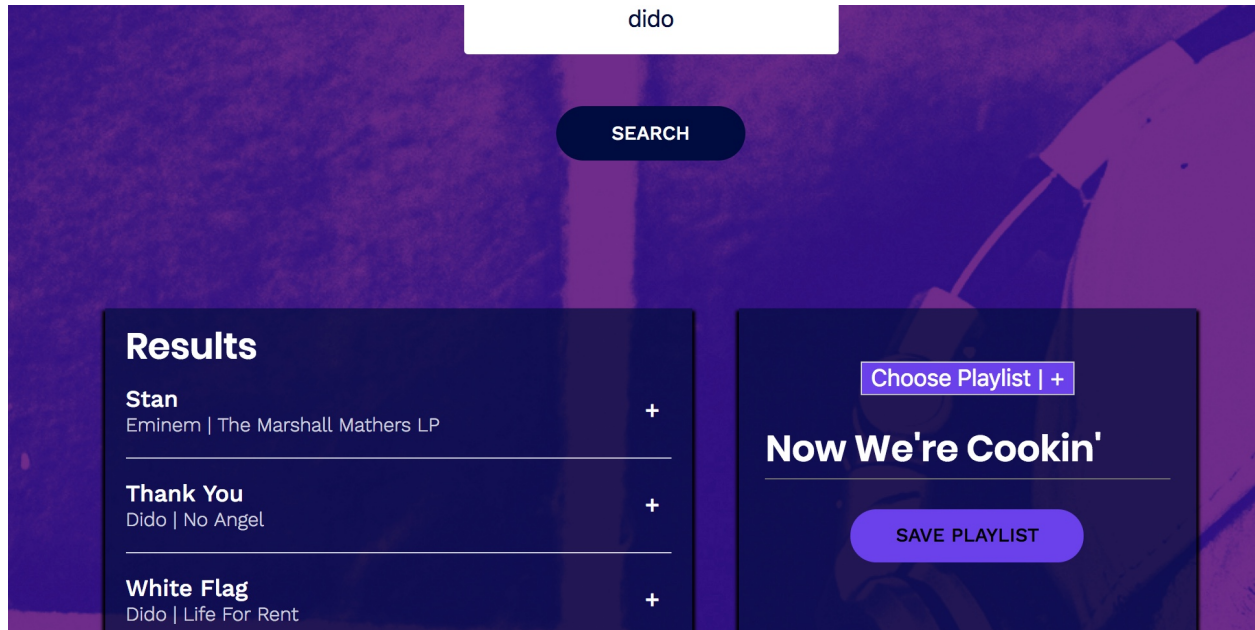 dido
SEARCH
Results
Stan
Eminem | The Marshall Mathers LP
+
Thank You
Dido | No Angel
+
White Flag
Dido | Life For Rent
+
Choose Playlist | +
Now We're Cookin'
SAVE PLAYLIST